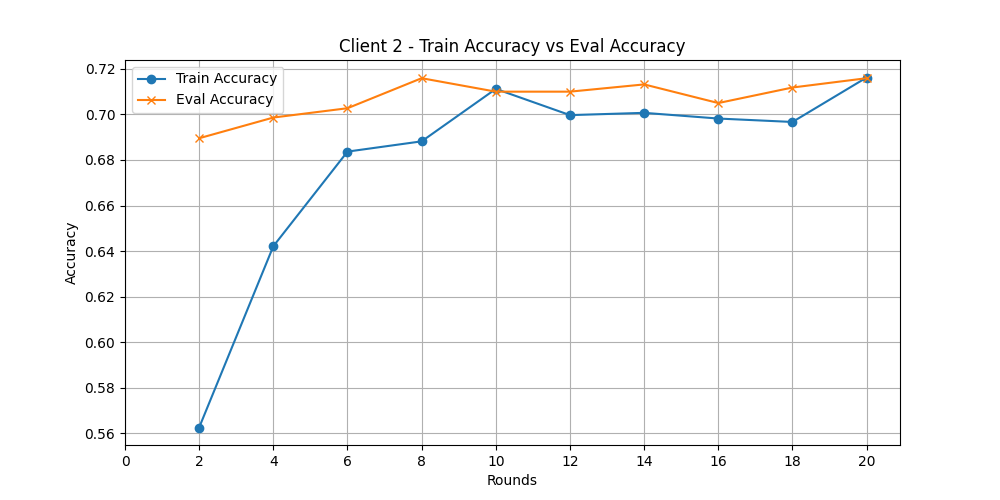 Client 2 - Train Accuracy vs Eval Accuracy
Train Accuracy
Eval Accuracy
Accuracy
0.72
0.70
0.68
0.66
0.64
0.62
0.60
0.58
0.56
0 2 4 6 8 10 12 14 16 18 20
Rounds